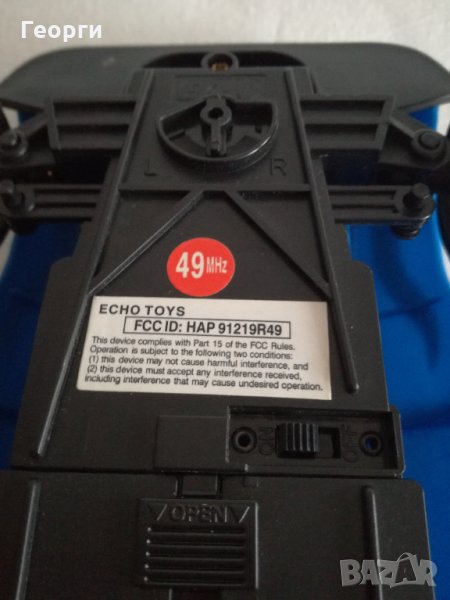 Георги
L R
49MHz
ECHO TOYS
FCC ID: HAP 91219R49
This device complies with Part 15 of the FCC Rules.
Operation is subject to the following two conditions:
(1) this device may not cause harmful interference, and
(2) this device must accept any interference received,
including interference that may cause undesired operation.
ON
OPEN
BAZAR